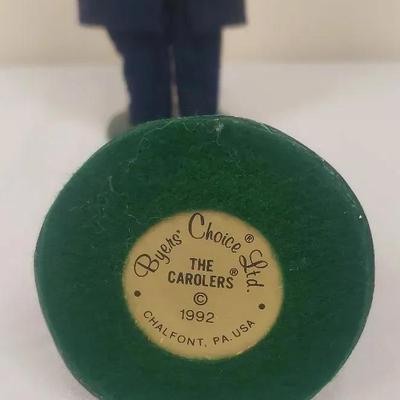 Byers' Choice® Ltd.
THE
CAROLERS®
©
1992
• CHALFONT, PA. USA •